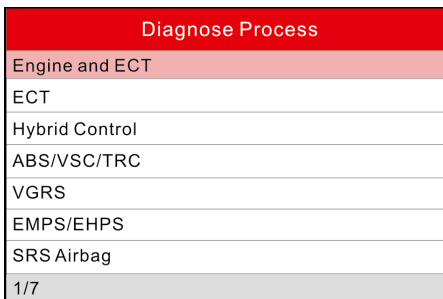 Diagnose Process
Engine and ECT
ECT
Hybrid Control
ABS/VSC/TRC
VGRS
EMPS/EHPS
SRS Airbag
1/7